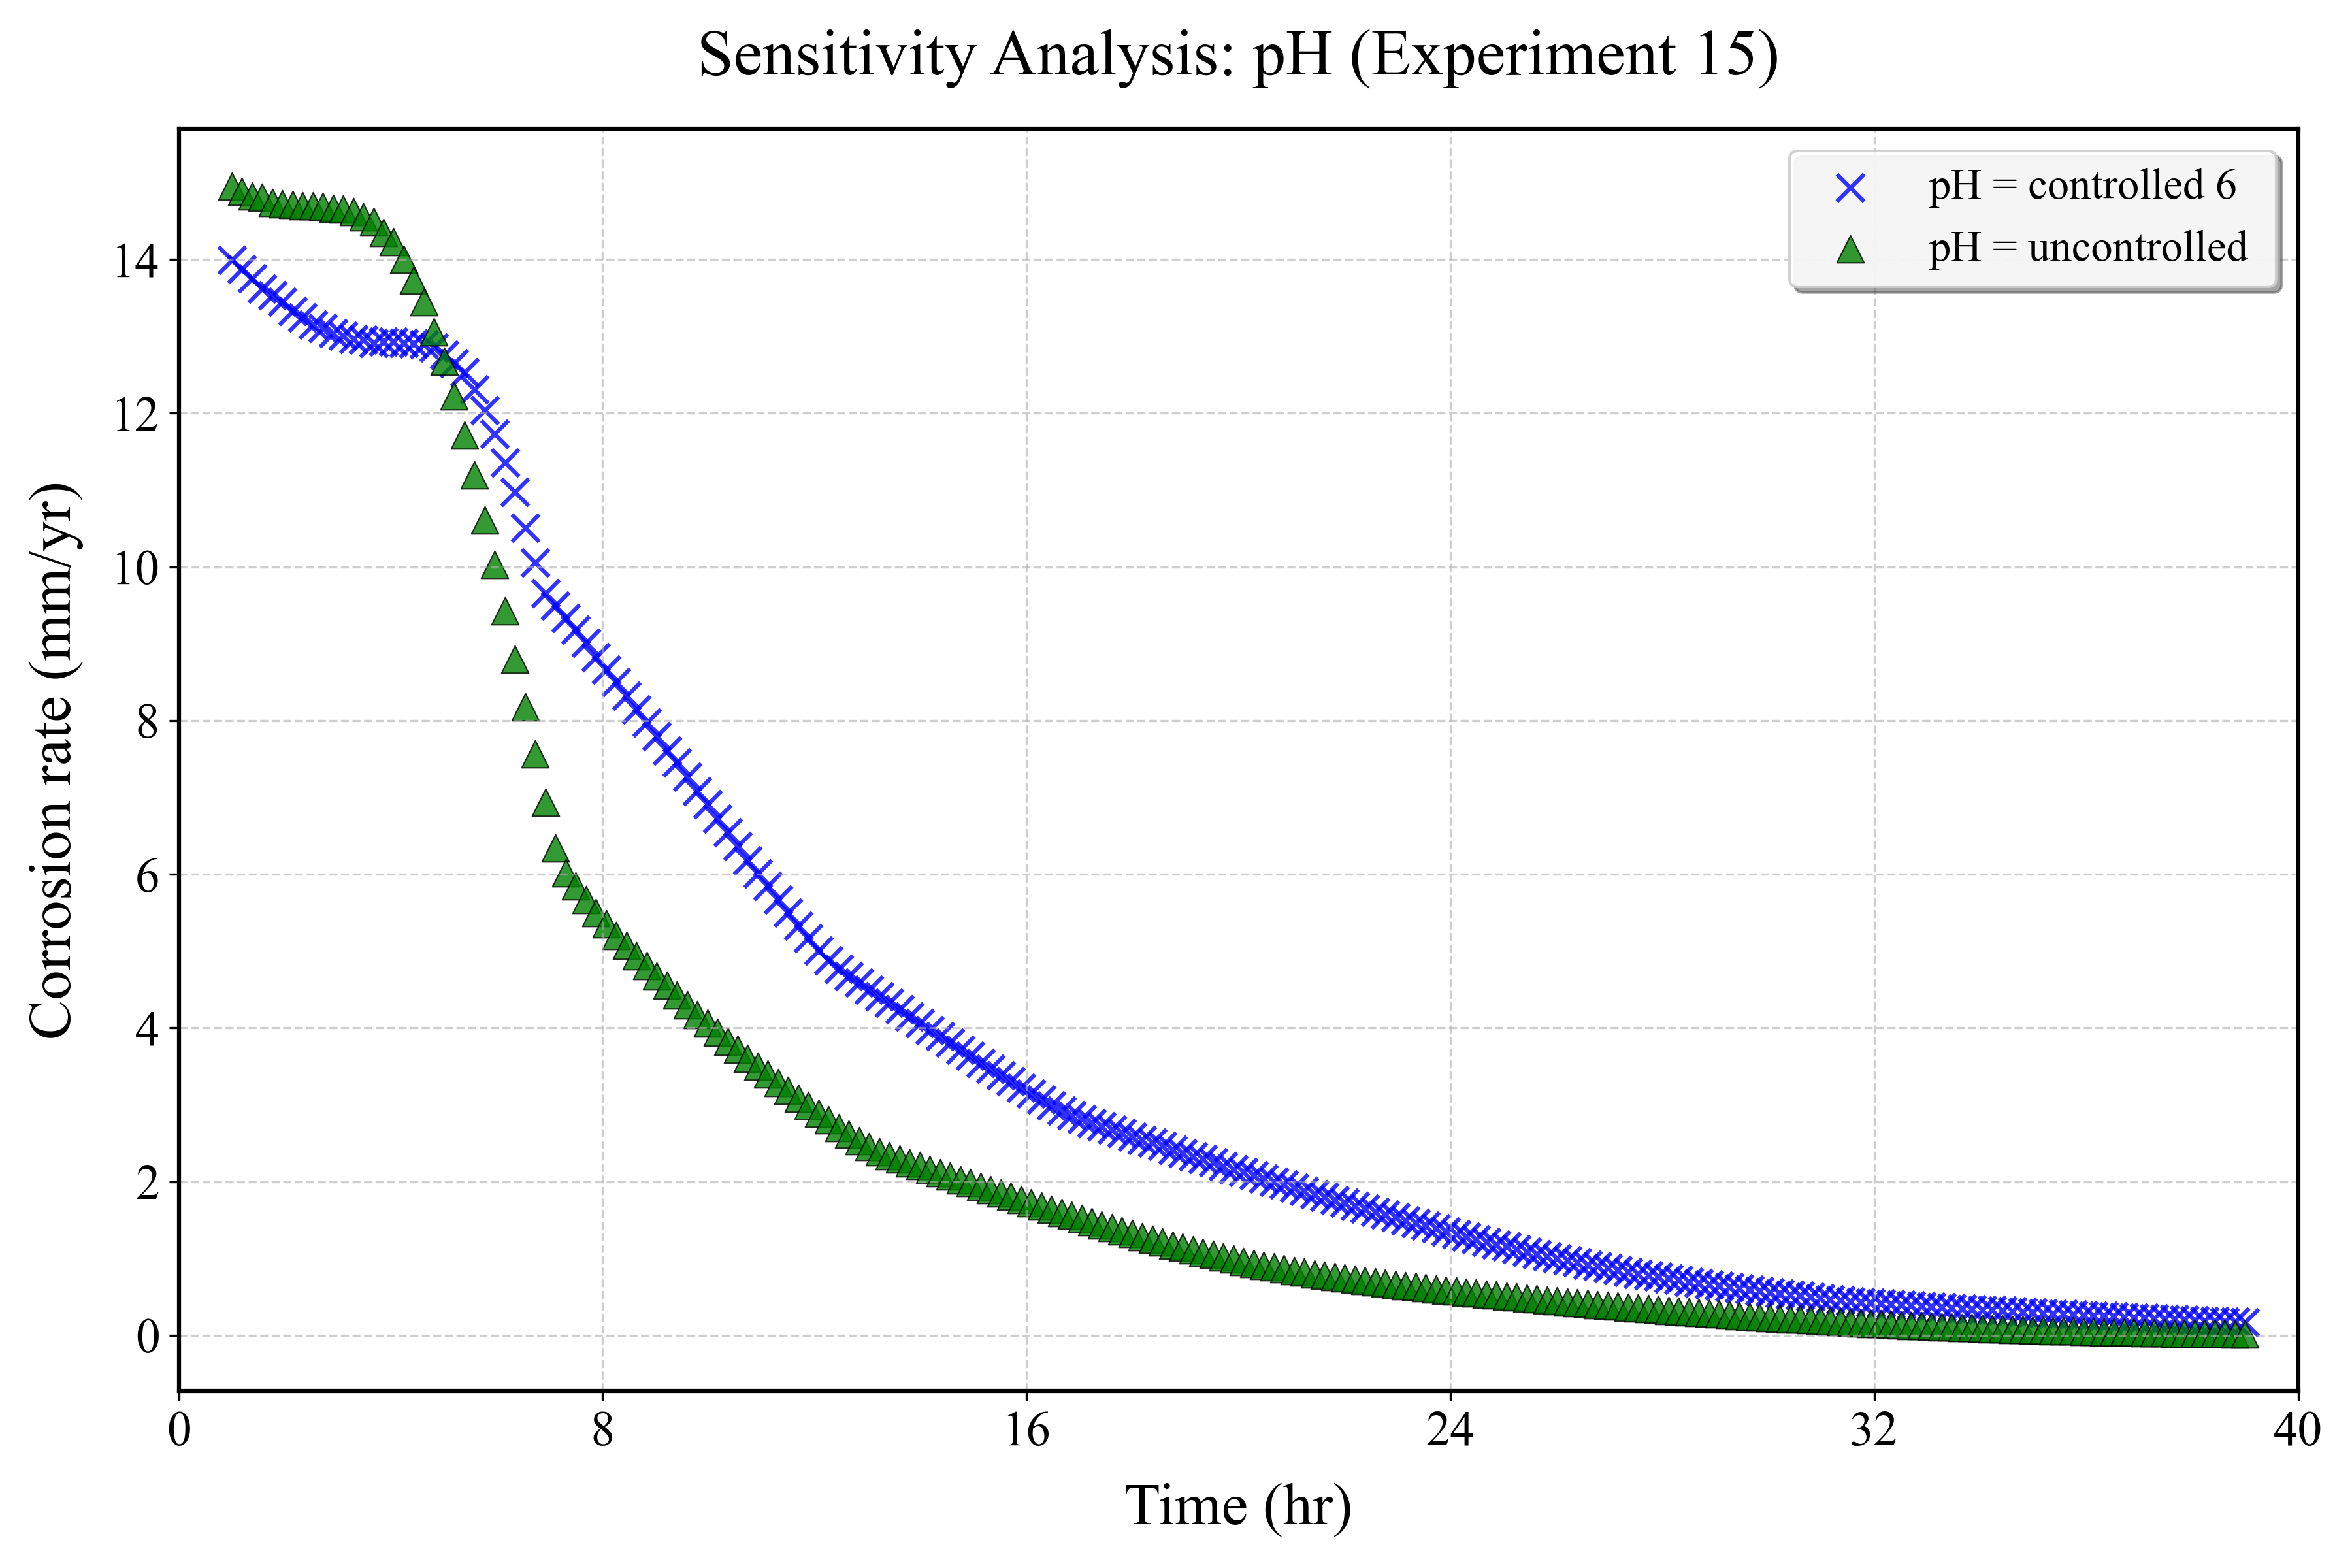 Sensitivity Analysis: pH (Experiment 15)
pH = controlled 6
pH = uncontrolled
Corrosion rate (mm/yr)
14
12
10
8
6
4
2
0
0 8 16 24 32 40
Time (hr)